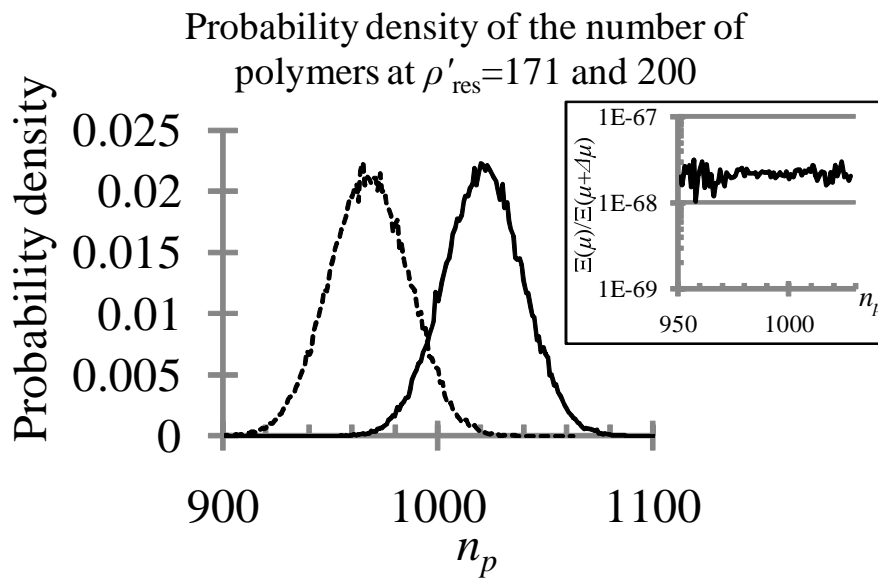 Probability density of the number of
polymers at ρ′res=171 and 200
Probability density
0.025
0.02
0.015
0.01
0.005
0
900
1000
1100
np
Ξ(μ)/Ξ(μ+Δμ)
1E-67
1E-68
1E-69
950
1000
np